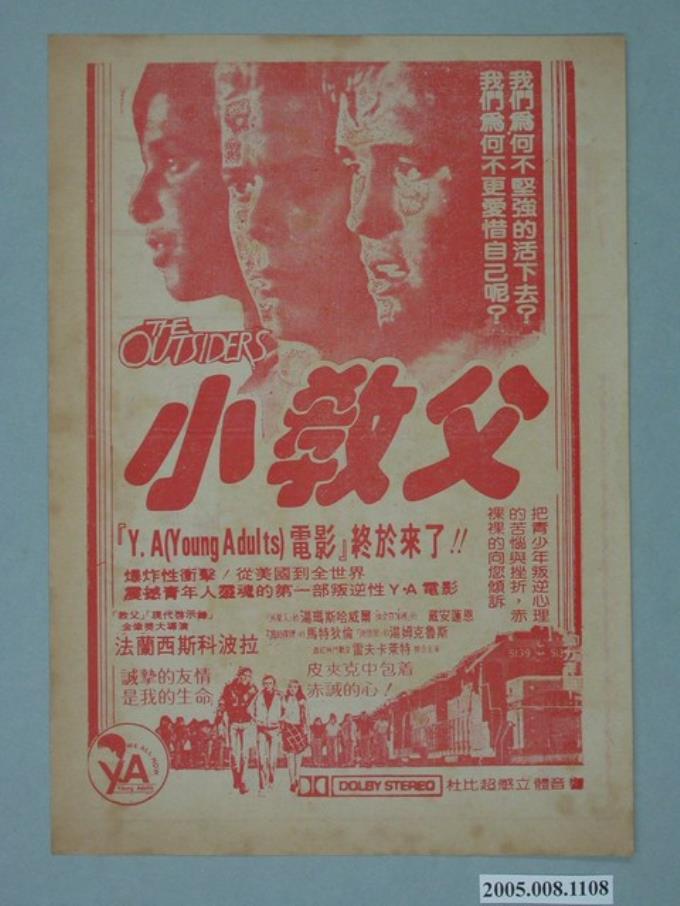 我們為何不堅強的活下去？
我們為何不更愛惜自己呢？
THE
OUTSIDERS
小教父
『Y.A(Young Adults)電影』終於來了!!
爆炸性衝擊！從美國到全世界
震撼青年人靈魂的第一部叛逆性Y·A電影
把青少年叛逆心理
的苦惱與挫折，赤
裸裸的向您傾訴
「教父」「現代啓示錄」
金像獎大導演
法蘭西斯科波拉
湯瑪斯哈威爾
戴安蓮恩
馬特狄倫
湯姆克魯斯
雷夫卡萊特
誠摯的友情
是我的生命
皮夾克中包着
赤誠的心！
5139
YA
WE ALL NOW
Young Adults
DOLBY STEREO
杜比超感立體音響
2005.008.1108